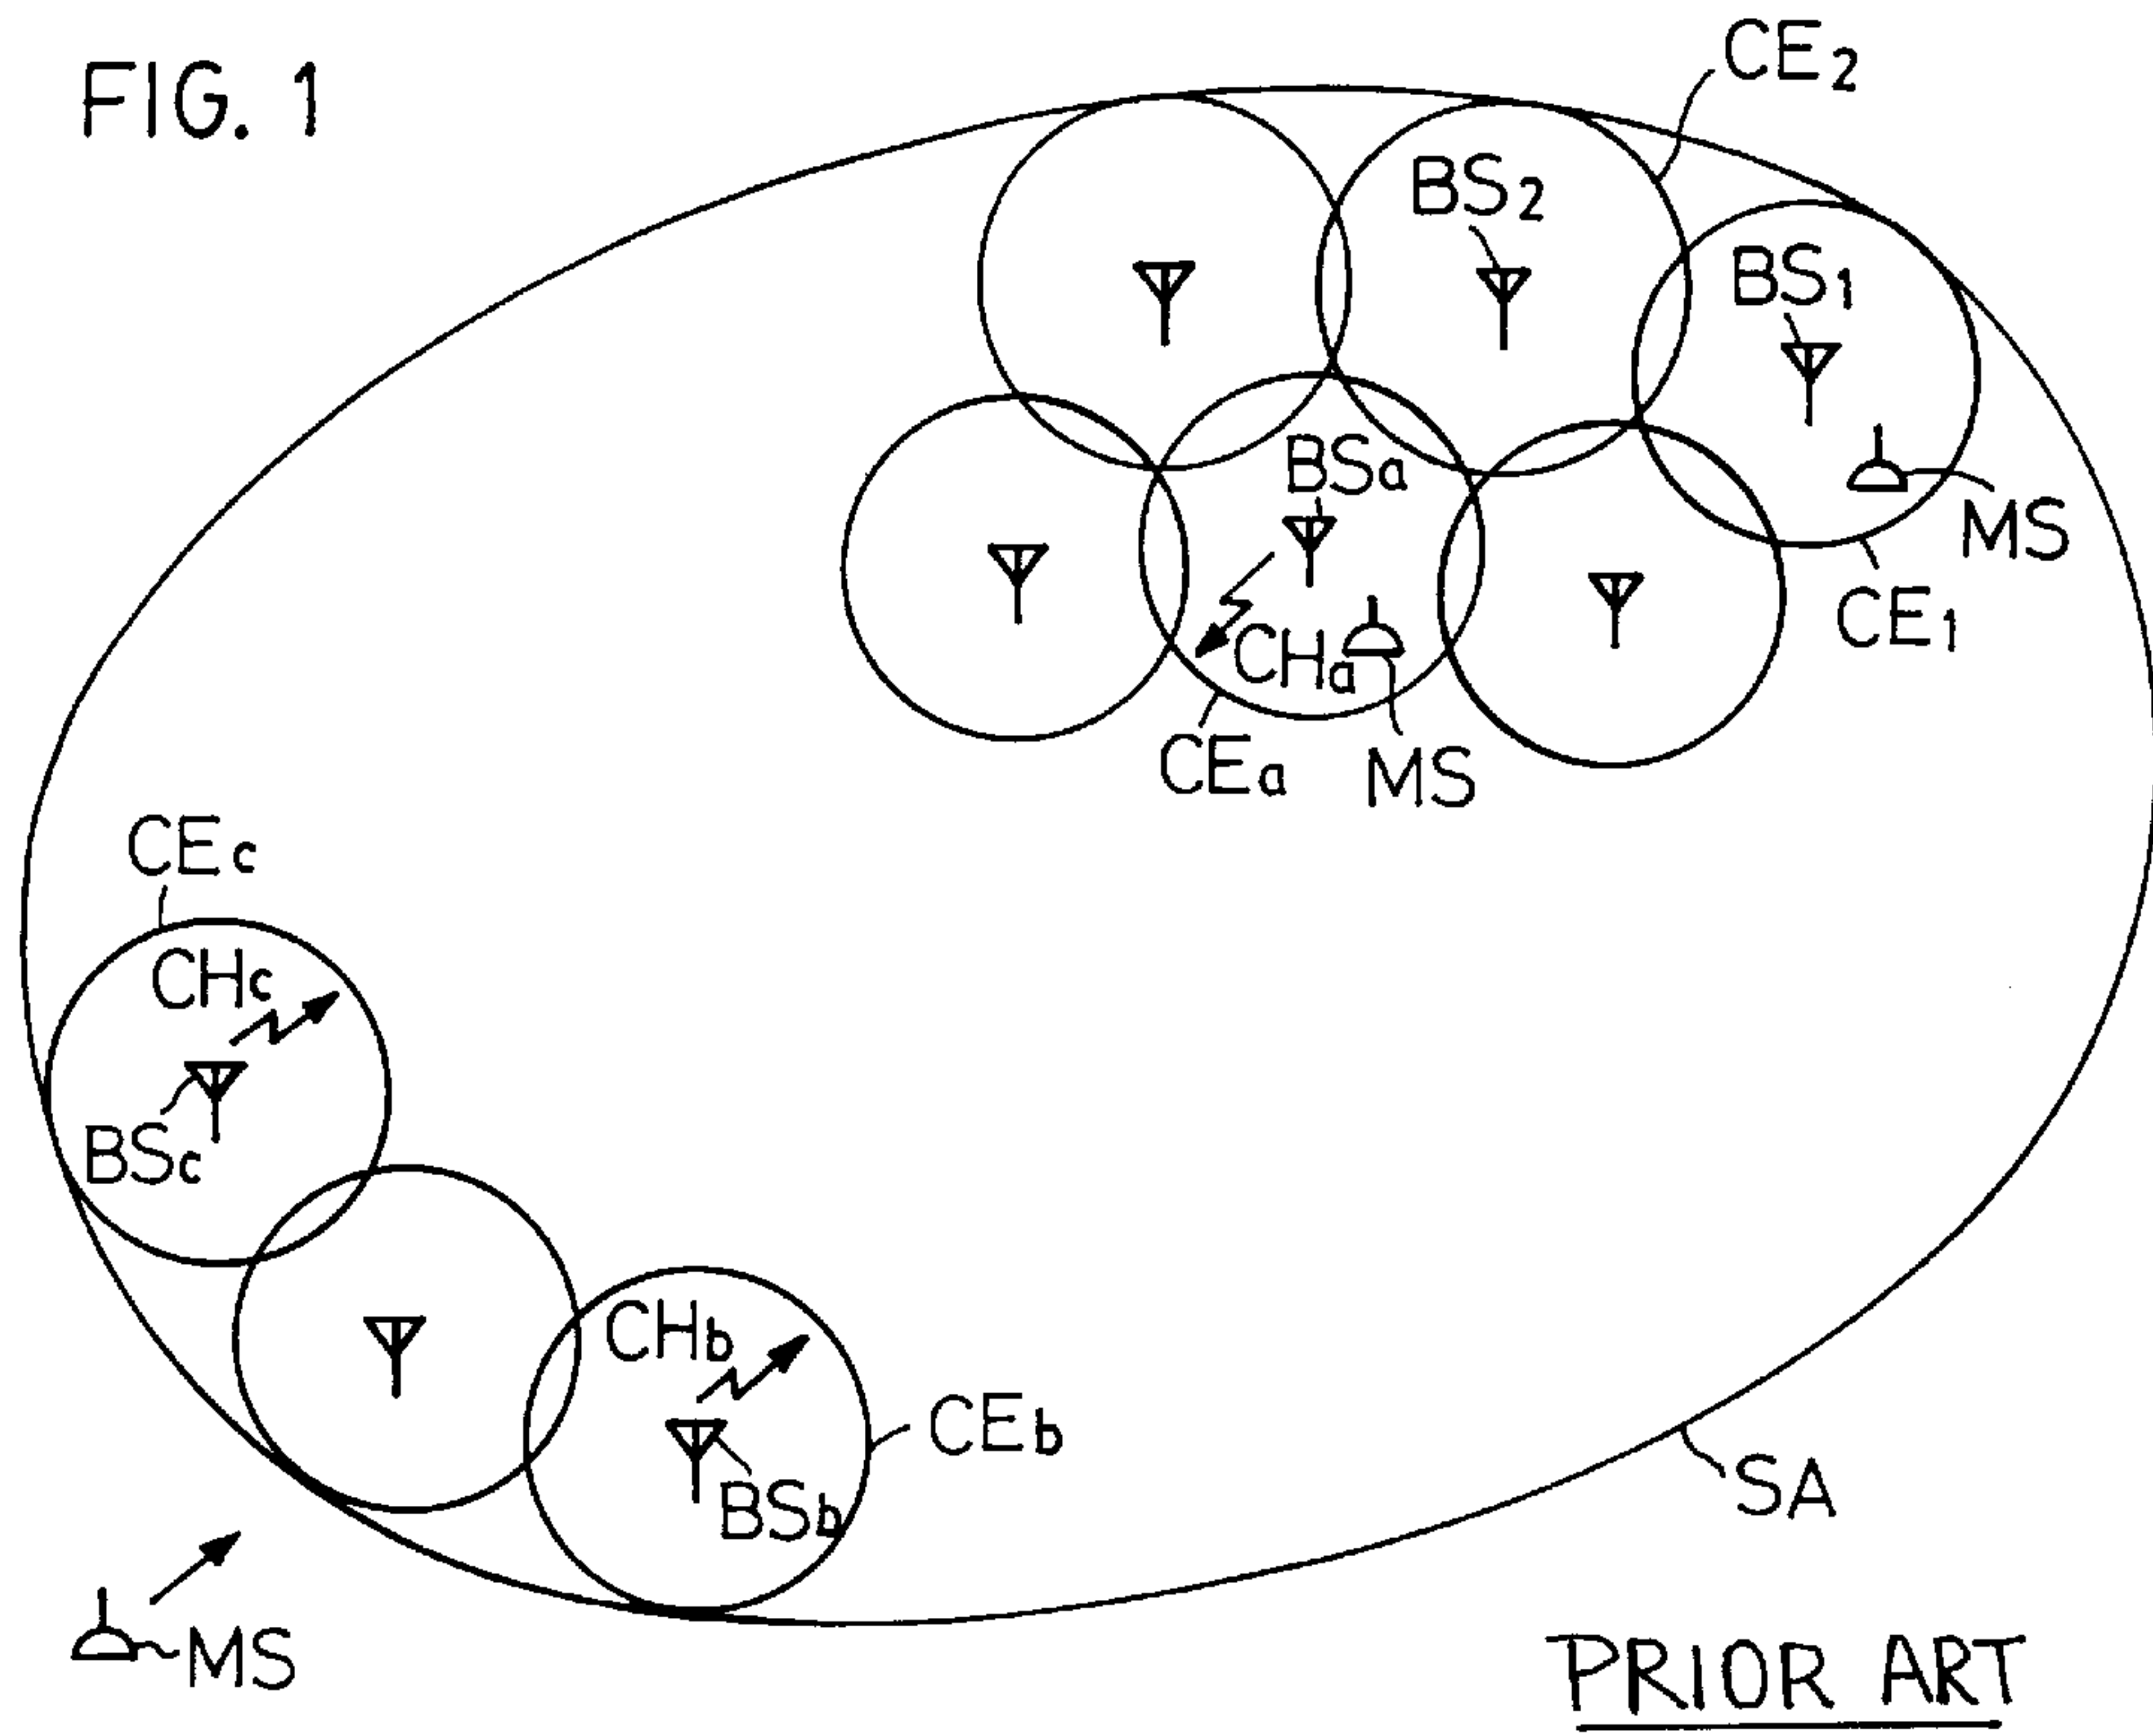 FIG. 1
CE2
BS2
BS1
BSa
MS
CE1
CHa
CEa
MS
CEc
CHc
BSc
CHb
CEb
BSb
SA
MS
PRIOR ART